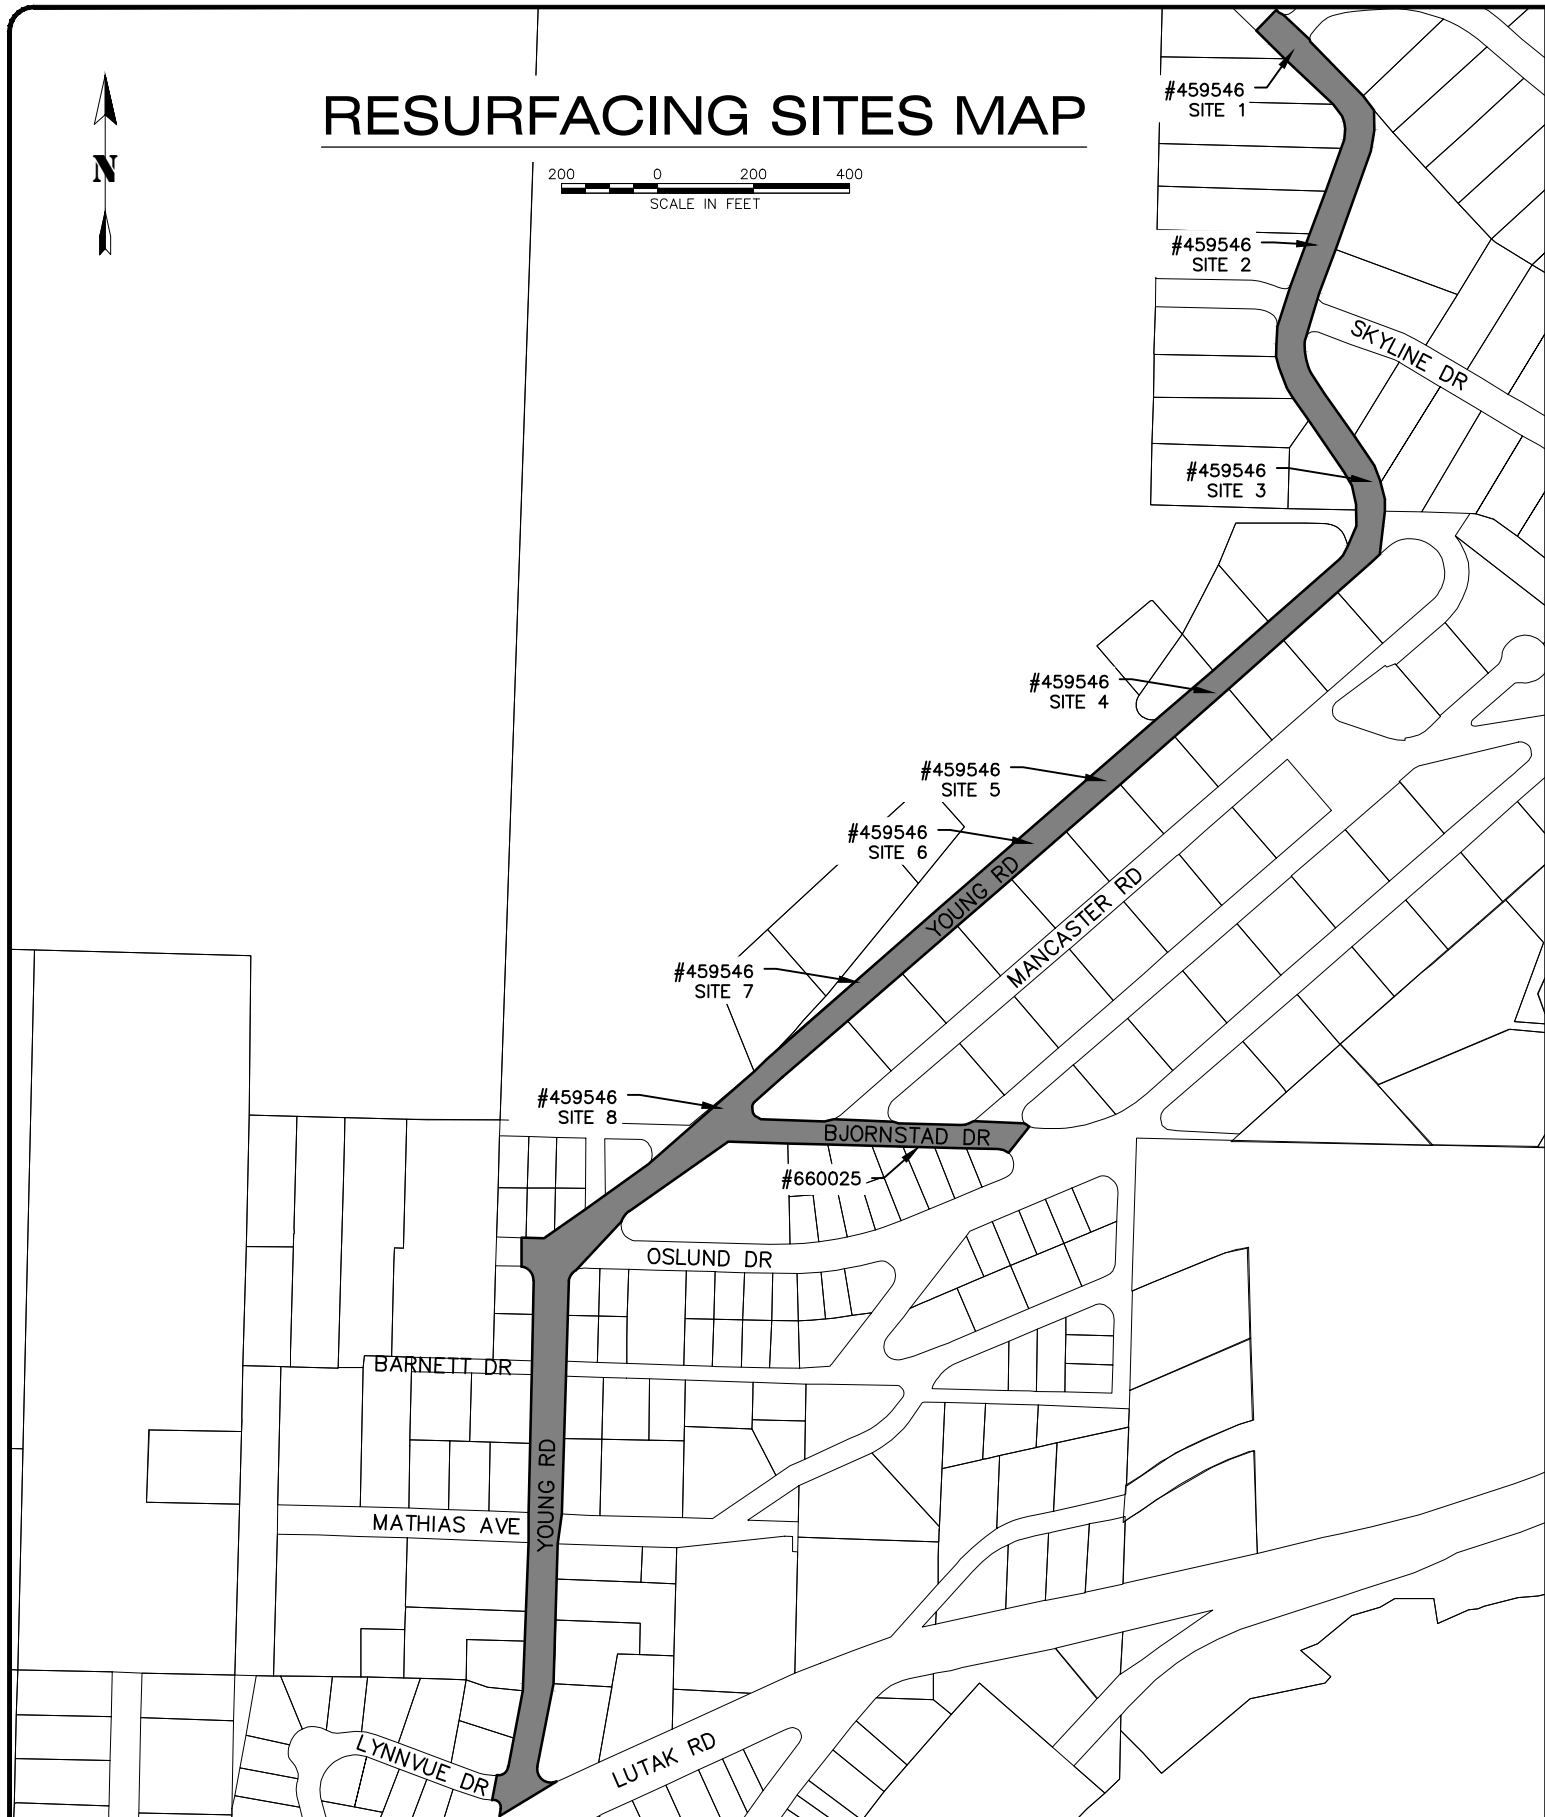 #459546
SITE 1
RESURFACING SITES MAP
N
200 0 200 400
SCALE IN FEET
#459546
SITE 2
SKYLINE DR
#459546
SITE 3
#459546
SITE 4
#459546
SITE 5
#459546
SITE 6
YOUNG RD
MANCASTER RD
#459546
SITE 7
#459546
SITE 8
BJORNSTAD DR
#660025
OSLUND DR
BARNETT DR
YOUNG RD
MATHIAS AVE
LYNNVUE DR
LUTAK RD